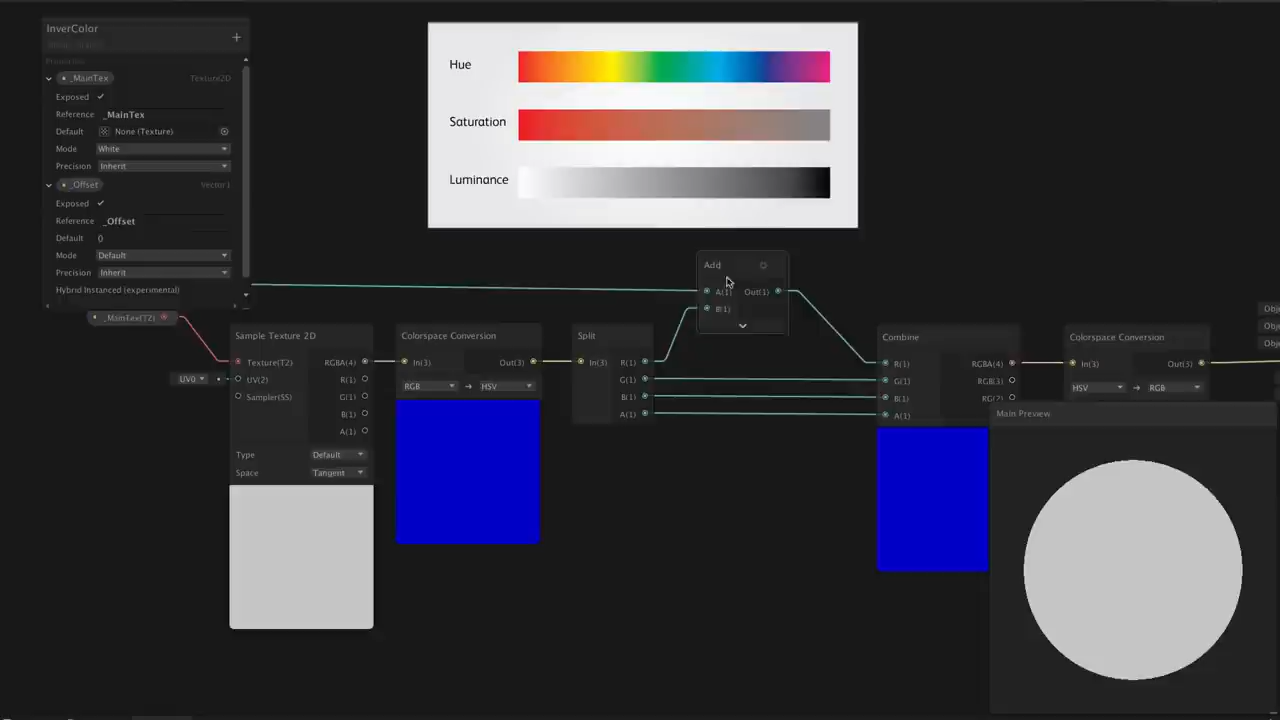 InverColor
_MainTex
Texture2D
Exposed
Reference _MainTex
Default None (Texture)
Mode White
Precision Inherit
_Offset
Vector1
Exposed
Reference _Offset
Default 0
Mode Default
Precision Inherit
Hybrid Instanced (experimental)
Hue
Saturation
Luminance
Add
A(1) Out(1)
B(1)
_MainTex(T2)
Sample Texture 2D
Texture(T2) RGBA(4)
UV0 UV(2) R(1)
Sampler(SS) G(1)
B(1)
A(1)
Type Default
Space Tangent
Colorspace Conversion
In(3) Out(3)
RGB HSV
Split
In(3) R(1)
G(1)
B(1)
A(1)
Combine
R(1) RGBA(4)
G(1) RGB(3)
B(1) RG(2)
A(1)
Colorspace Conversion
In(3) Out(3)
HSV RGB
Obje
Obje
Obje
Main Preview